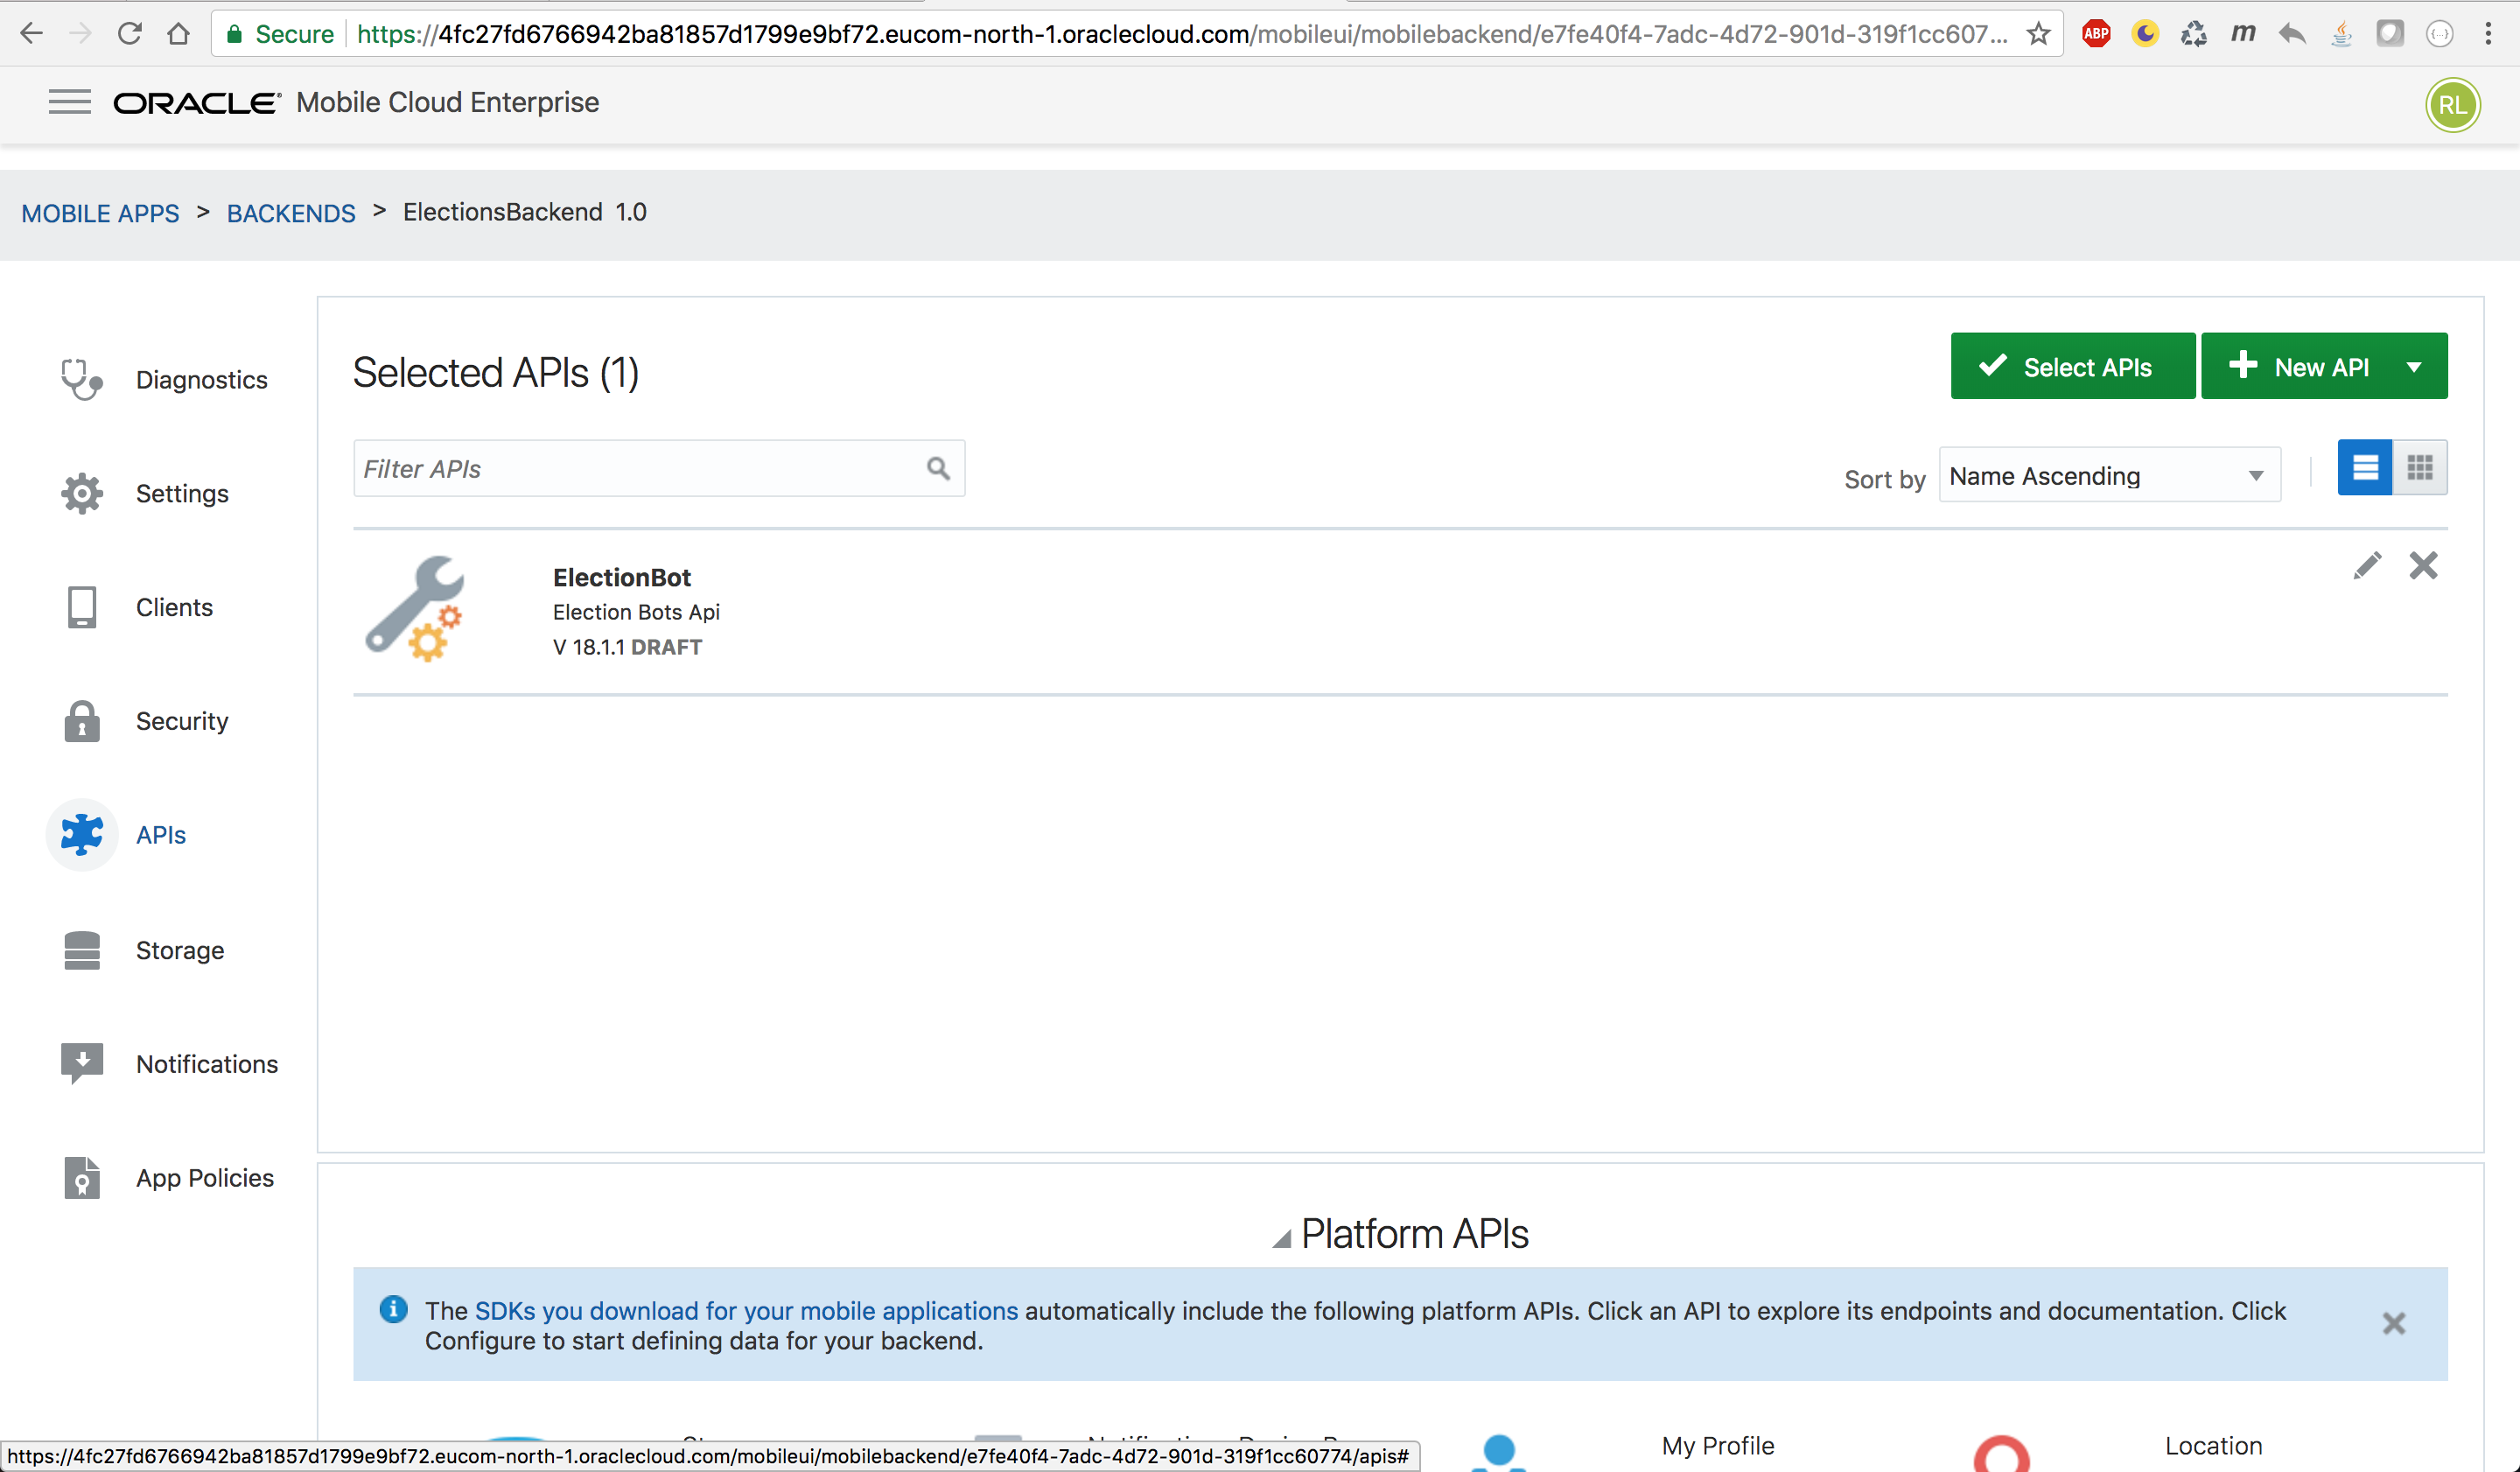 Secure https://4fc27fd6766942ba81857d1799e9bf72.eucom-north-1.oraclecloud.com/mobileui/mobilebackend/e7fe40f4-7adc-4d72-901d-319f1cc607... ABP m {...}
ORACLE® Mobile Cloud Enterprise RL
MOBILE APPS > BACKENDS > ElectionsBackend 1.0
Diagnostics
Settings
Clients
Security
APIs
Storage
Notifications
App Policies
Selected APIs (1)
Select APIs
New API
Filter APIs
Sort by Name Ascending
ElectionBot
Election Bots Api
V 18.1.1 DRAFT
Platform APIs
The SDKs you download for your mobile applications automatically include the following platform APIs. Click an API to explore its endpoints and documentation. Click
Configure to start defining data for your backend.
My Profile
Location
https://4fc27fd6766942ba81857d1799e9bf72.eucom-north-1.oraclecloud.com/mobileui/mobilebackend/e7fe40f4-7adc-4d72-901d-319f1cc60774/apis#